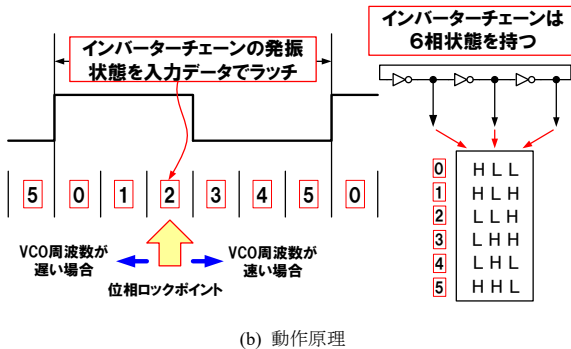 インバーターチェーンの発振
状態を入力データでラッチ
インバーターチェーンは
6相状態を持つ
5 0 1 2 3 4 5 0
VCO周波数が
遅い場合
VCO周波数が
速い場合
位相ロックポイント
0 H L L
1 H L H
2 L L H
3 L H H
4 L H L
5 H H L
(b) 動作原理